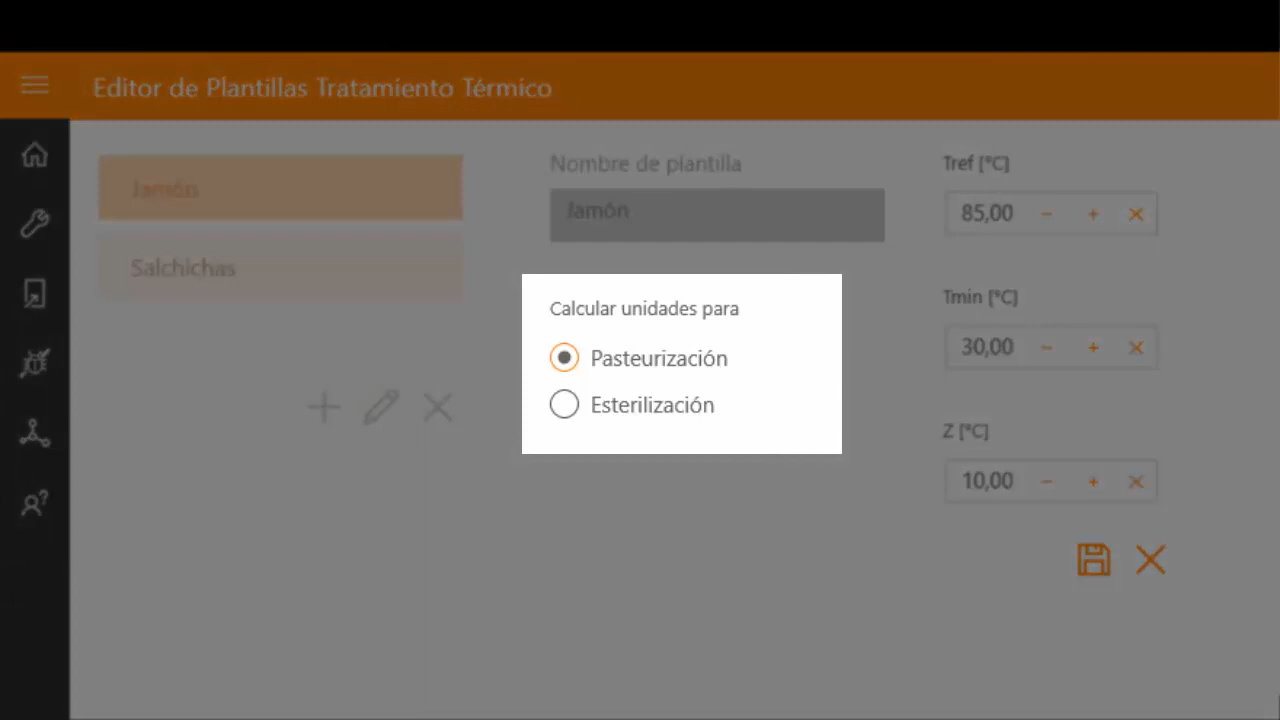 Editor de Plantillas Tratamiento Térmico
Jamón
Salchichas
Nombre de plantilla
Jamón
Calcular unidades para
Pasteurización
Esterilización
Tref [°C]
85,00
Tmin [°C]
30,00
Z [°C]
10,00